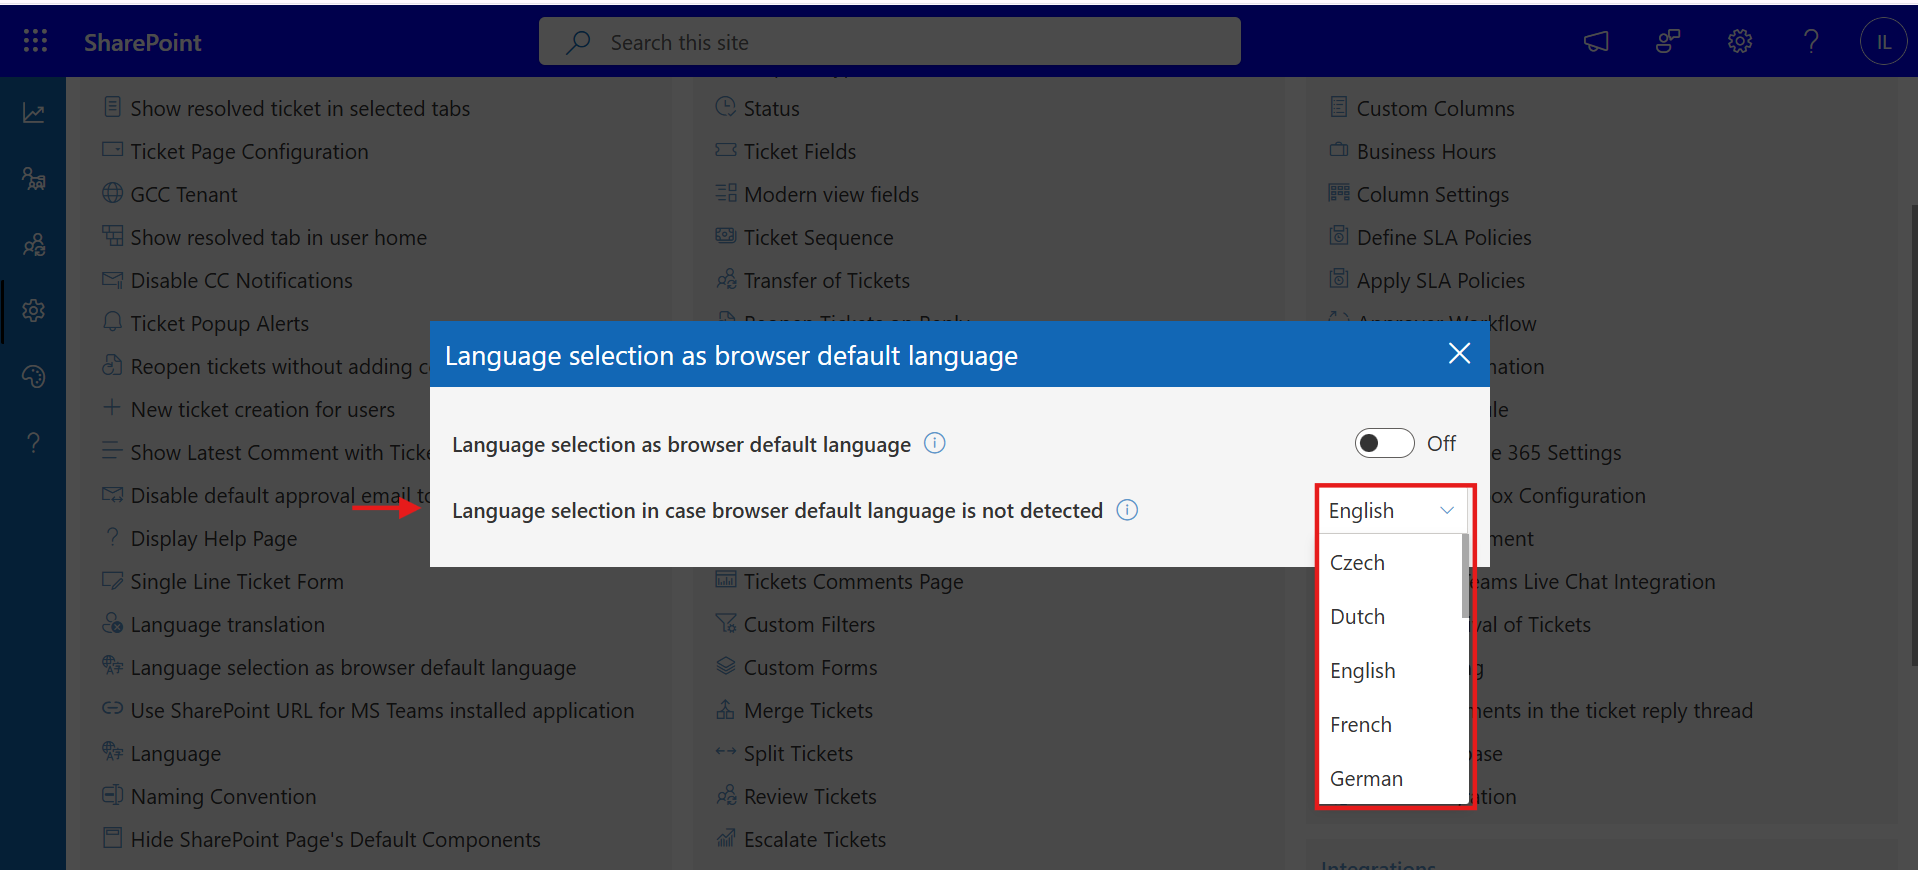 SharePoint
Search this site
IL
Show resolved ticket in selected tabs
Ticket Page Configuration
GCC Tenant
Show resolved tab in user home
Disable CC Notifications
Ticket Popup Alerts
Reopen tickets without adding c
New ticket creation for users
Show Latest Comment with Ticke
Disable default approval email to
Display Help Page
Single Line Ticket Form
Language translation
Language selection as browser default language
Use SharePoint URL for MS Teams installed application
Language
Naming Convention
Hide SharePoint Page's Default Components
Status
Ticket Fields
Modern view fields
Ticket Sequence
Transfer of Tickets
Reopen Tickets on Reply
Tickets Comments Page
Custom Filters
Custom Forms
Merge Tickets
Split Tickets
Review Tickets
Escalate Tickets
Custom Columns
Business Hours
Column Settings
Define SLA Policies
Apply SLA Policies
Approver Workflow
nation
le
e 365 Settings
ox Configuration
ment
eams Live Chat Integration
val of Tickets
g
nents in the ticket reply thread
ase
ation
Integrations
Language selection as browser default language
Language selection as browser default language
Off
Language selection in case browser default language is not detected
English
Czech
Dutch
English
French
German